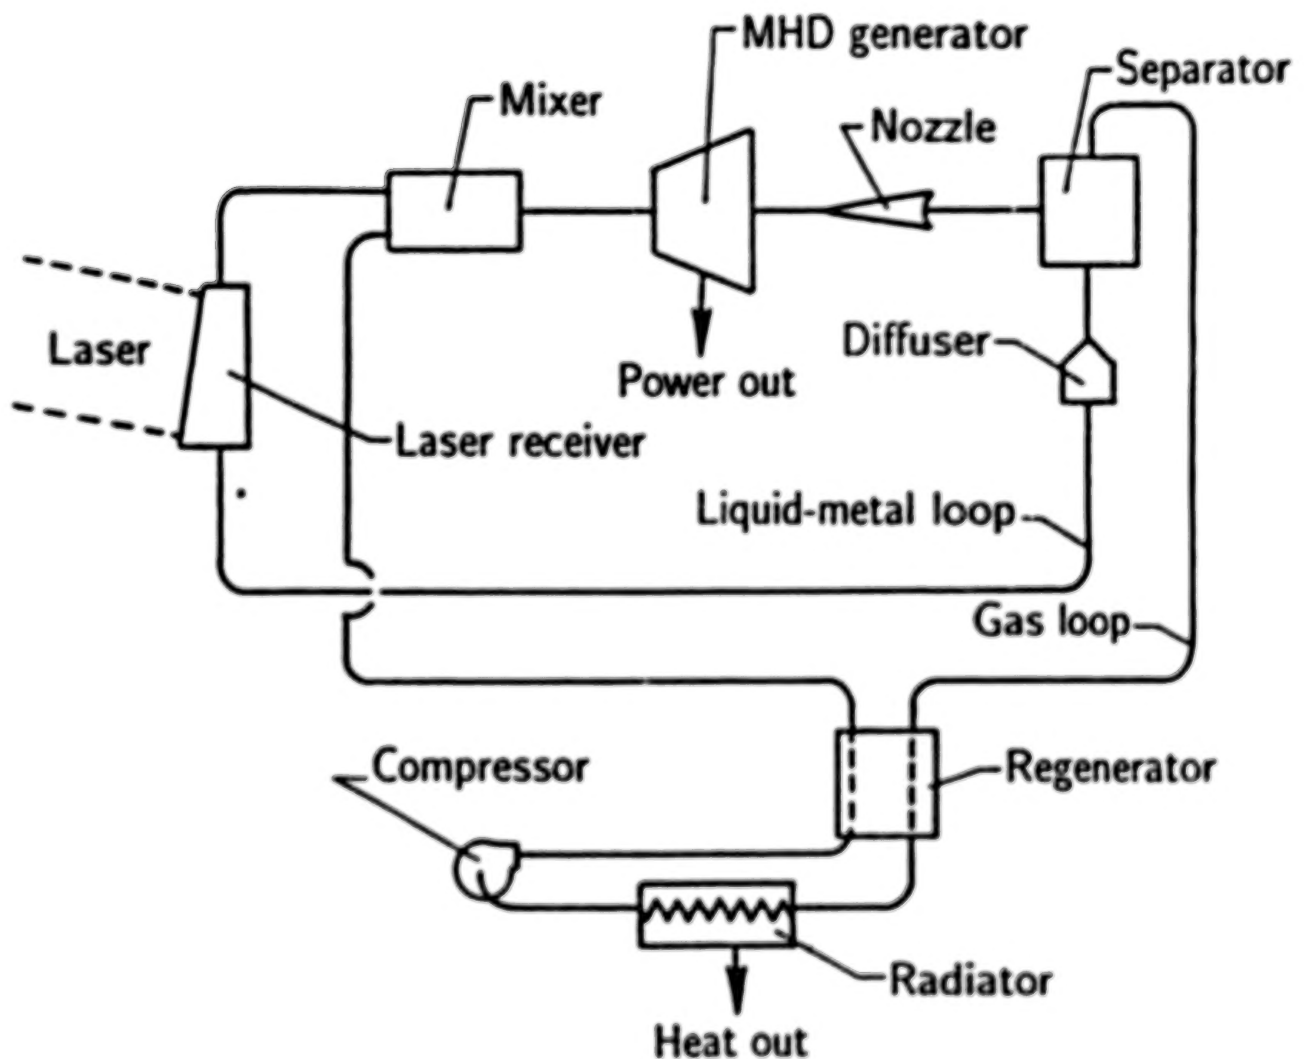 MHD generator
Separator
Mixer
Nozzle
Laser
Diffuser
Power out
Laser receiver
Liquid-metal loop
Gas loop
Compressor
Regenerator
Radiator
Heat out